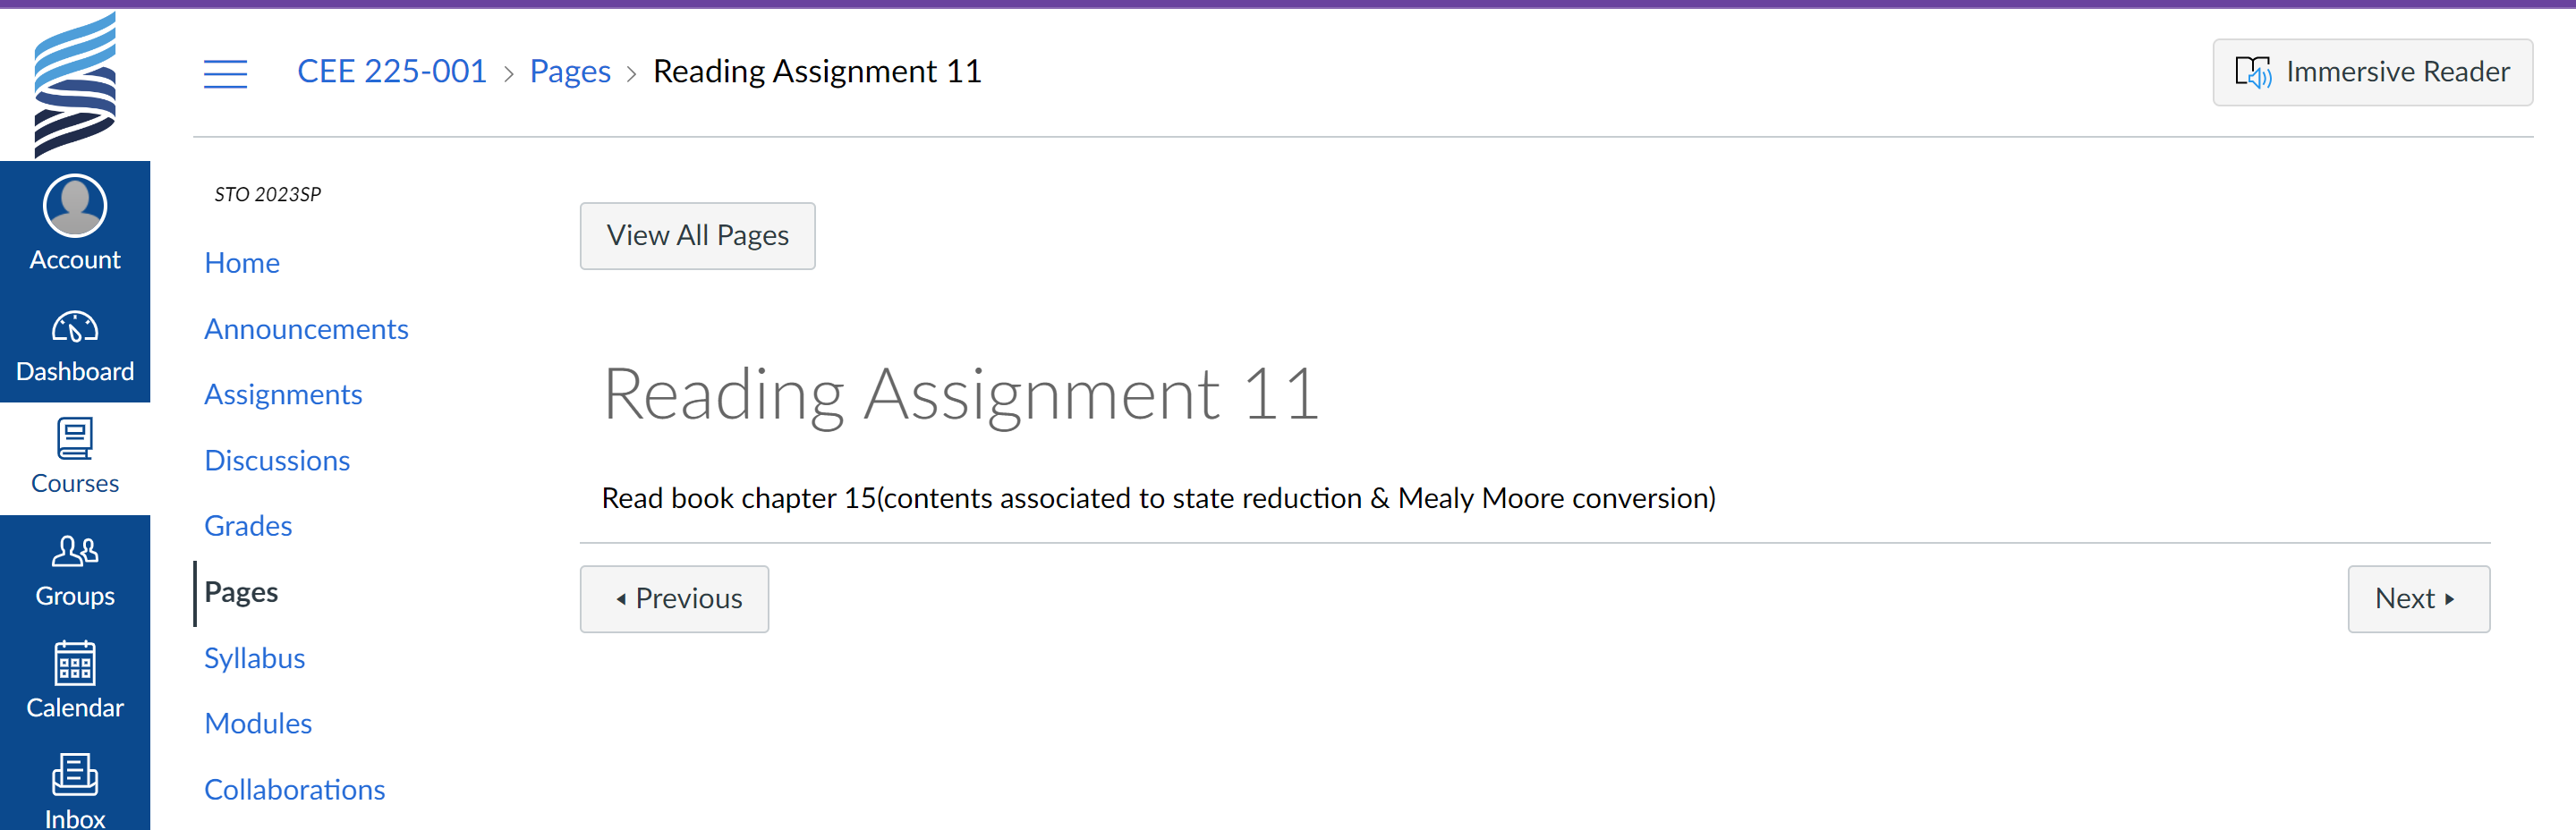 CEE 225-001 > Pages > Reading Assignment 11
Immersive Reader
Account
Dashboard
Courses
Groups
Calendar
Inbox
STO 2023SP
Home
Announcements
Assignments
Discussions
Grades
Pages
Syllabus
Modules
Collaborations
View All Pages
Reading Assignment 11
Read book chapter 15(contents associated to state reduction & Mealy Moore conversion)
Previous
Next